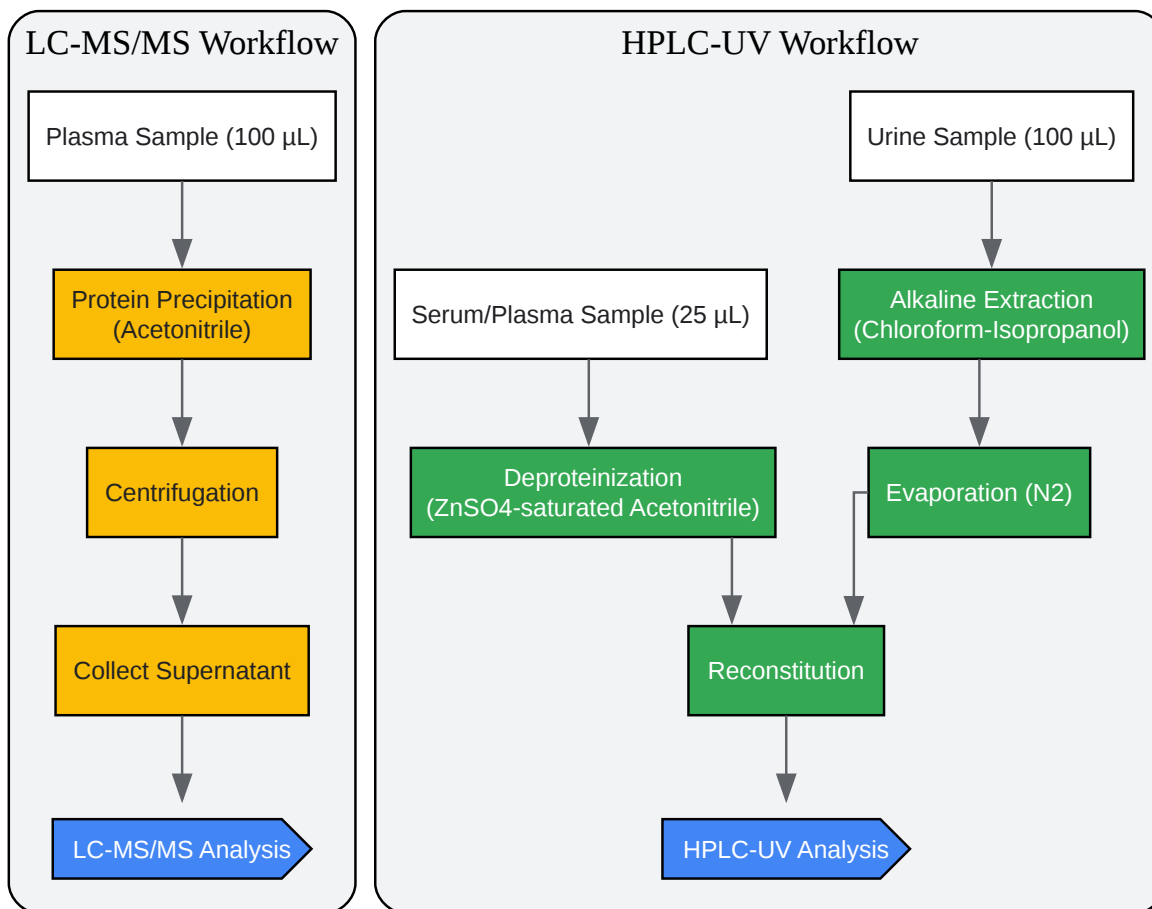 LC-MS/MS Workflow
Plasma Sample (100 µL)
Protein Precipitation
(Acetonitrile)
Centrifugation
Collect Supernatant
LC-MS/MS Analysis
HPLC-UV Workflow
Urine Sample (100 µL)
Serum/Plasma Sample (25 µL)
Alkaline Extraction
(Chloroform-Isopropanol)
Deproteinization
(ZnSO4-saturated Acetonitrile)
Evaporation (N2)
Reconstitution
HPLC-UV Analysis